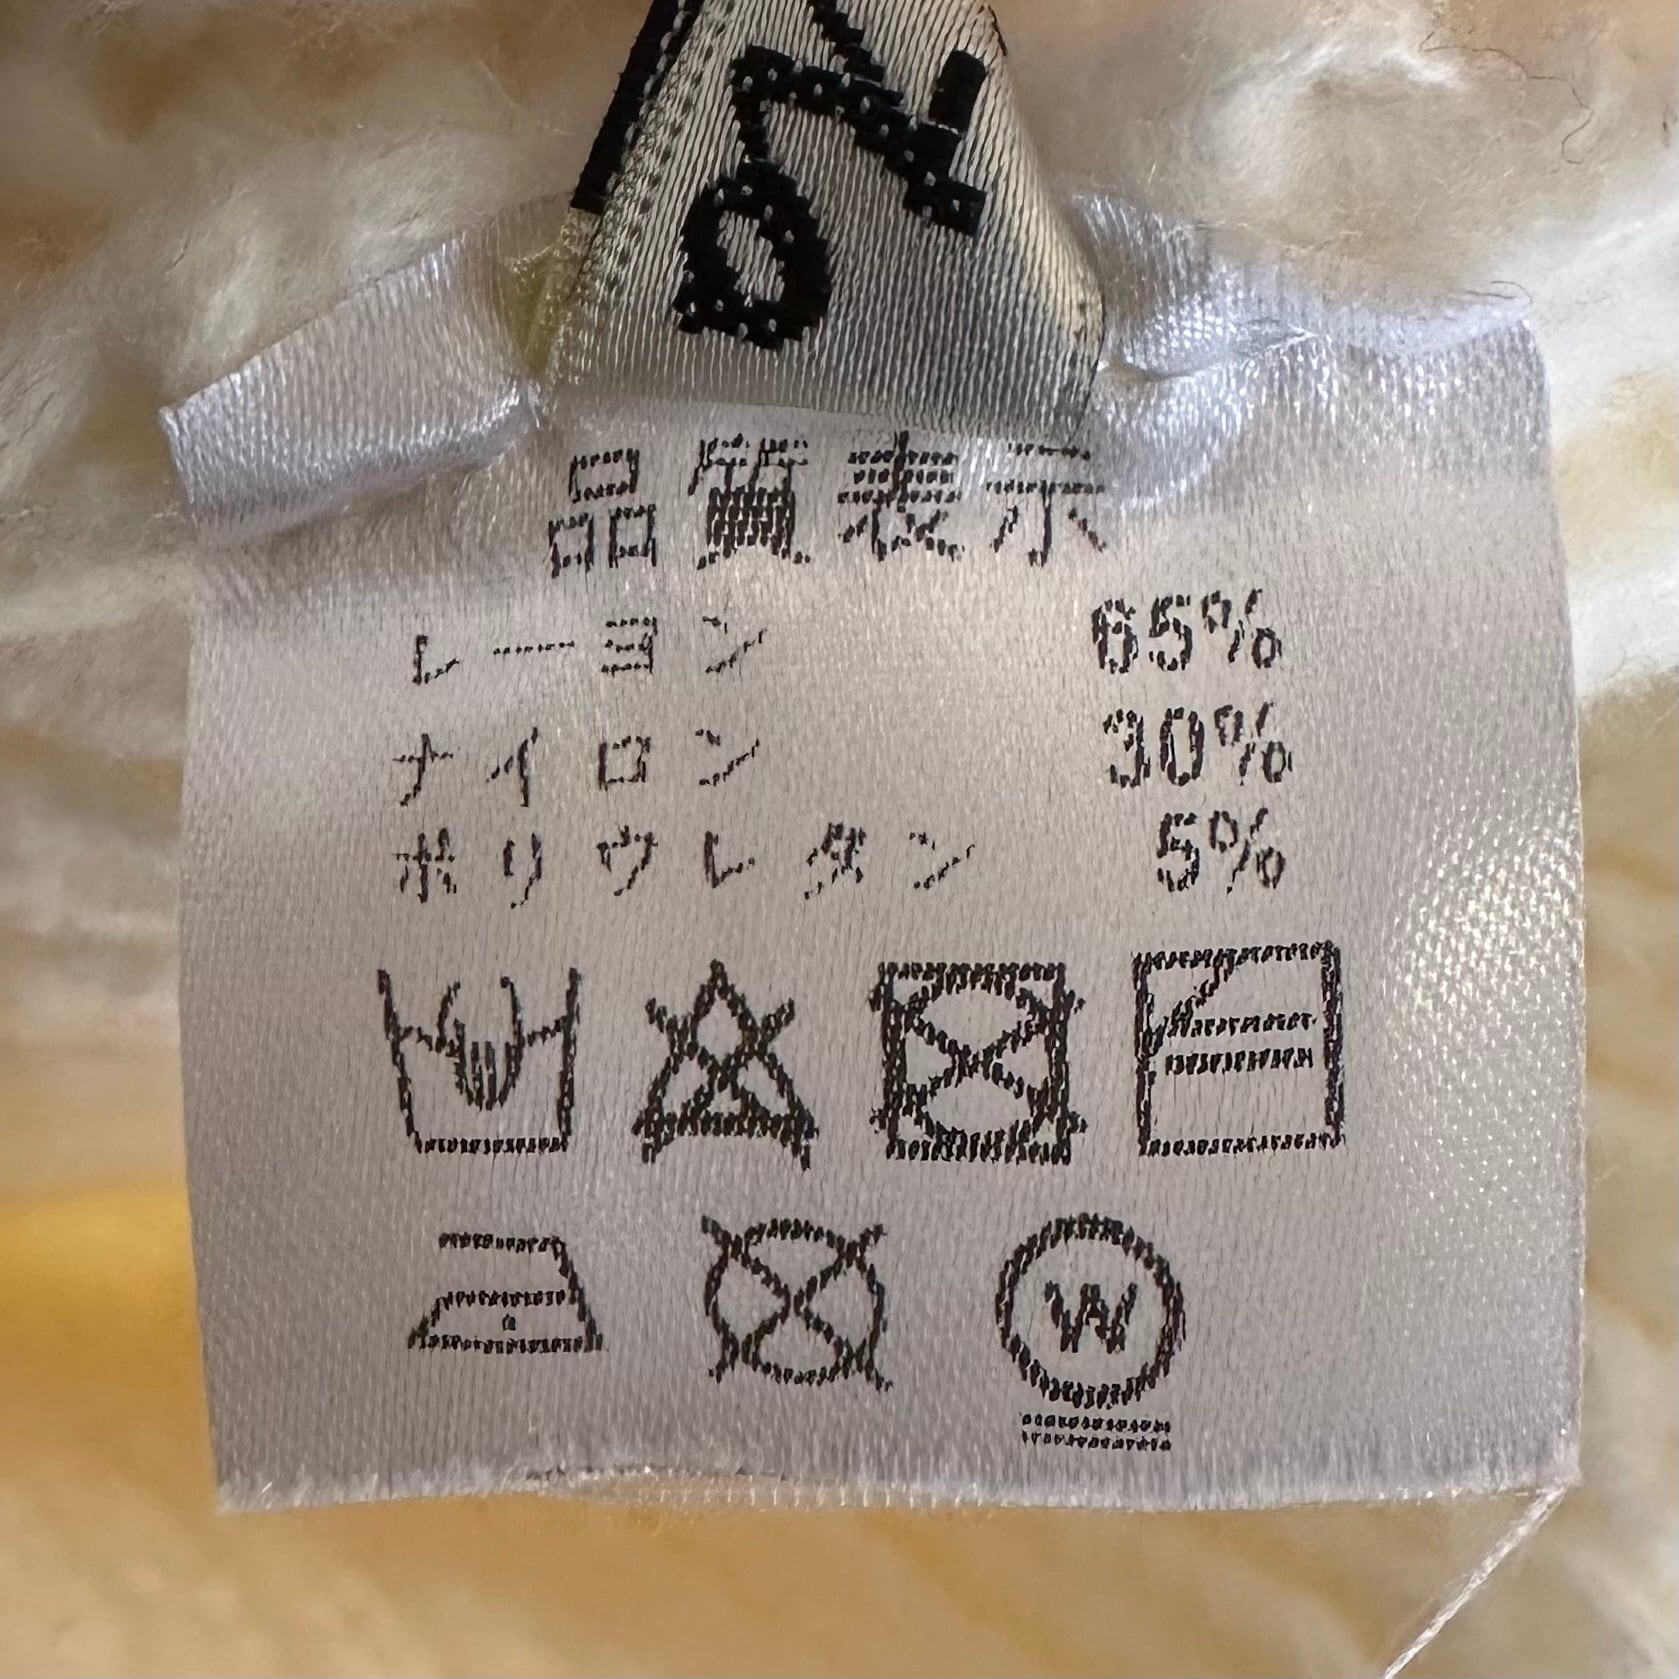 品質表示
レーヨン 65%
ナイロン 30%
ポリウレタン 5%
W